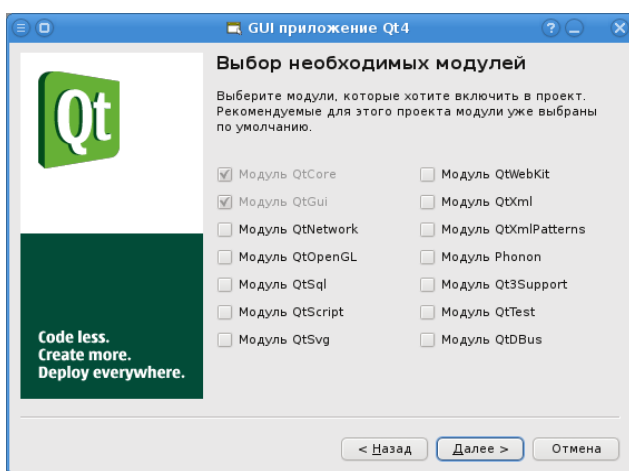 GUI приложение Qt4
Qt
Выбор необходимых модулей
Выберите модули, которые хотите включить в проект.
Рекомендуемые для этого проекта модули уже выбраны
по умолчанию.
Модуль QtCore
Модуль QtGui
Модуль QtNetwork
Модуль QtOpenGL
Модуль QtSql
Модуль QtScript
Модуль QtSvg
Модуль QtWebKit
Модуль QtXml
Модуль QtXmlPatterns
Модуль Phonon
Модуль Qt3Support
Модуль QtTest
Модуль QtDBus
Code less.
Create more.
Deploy everywhere.
< Назад
Далее >
Отмена